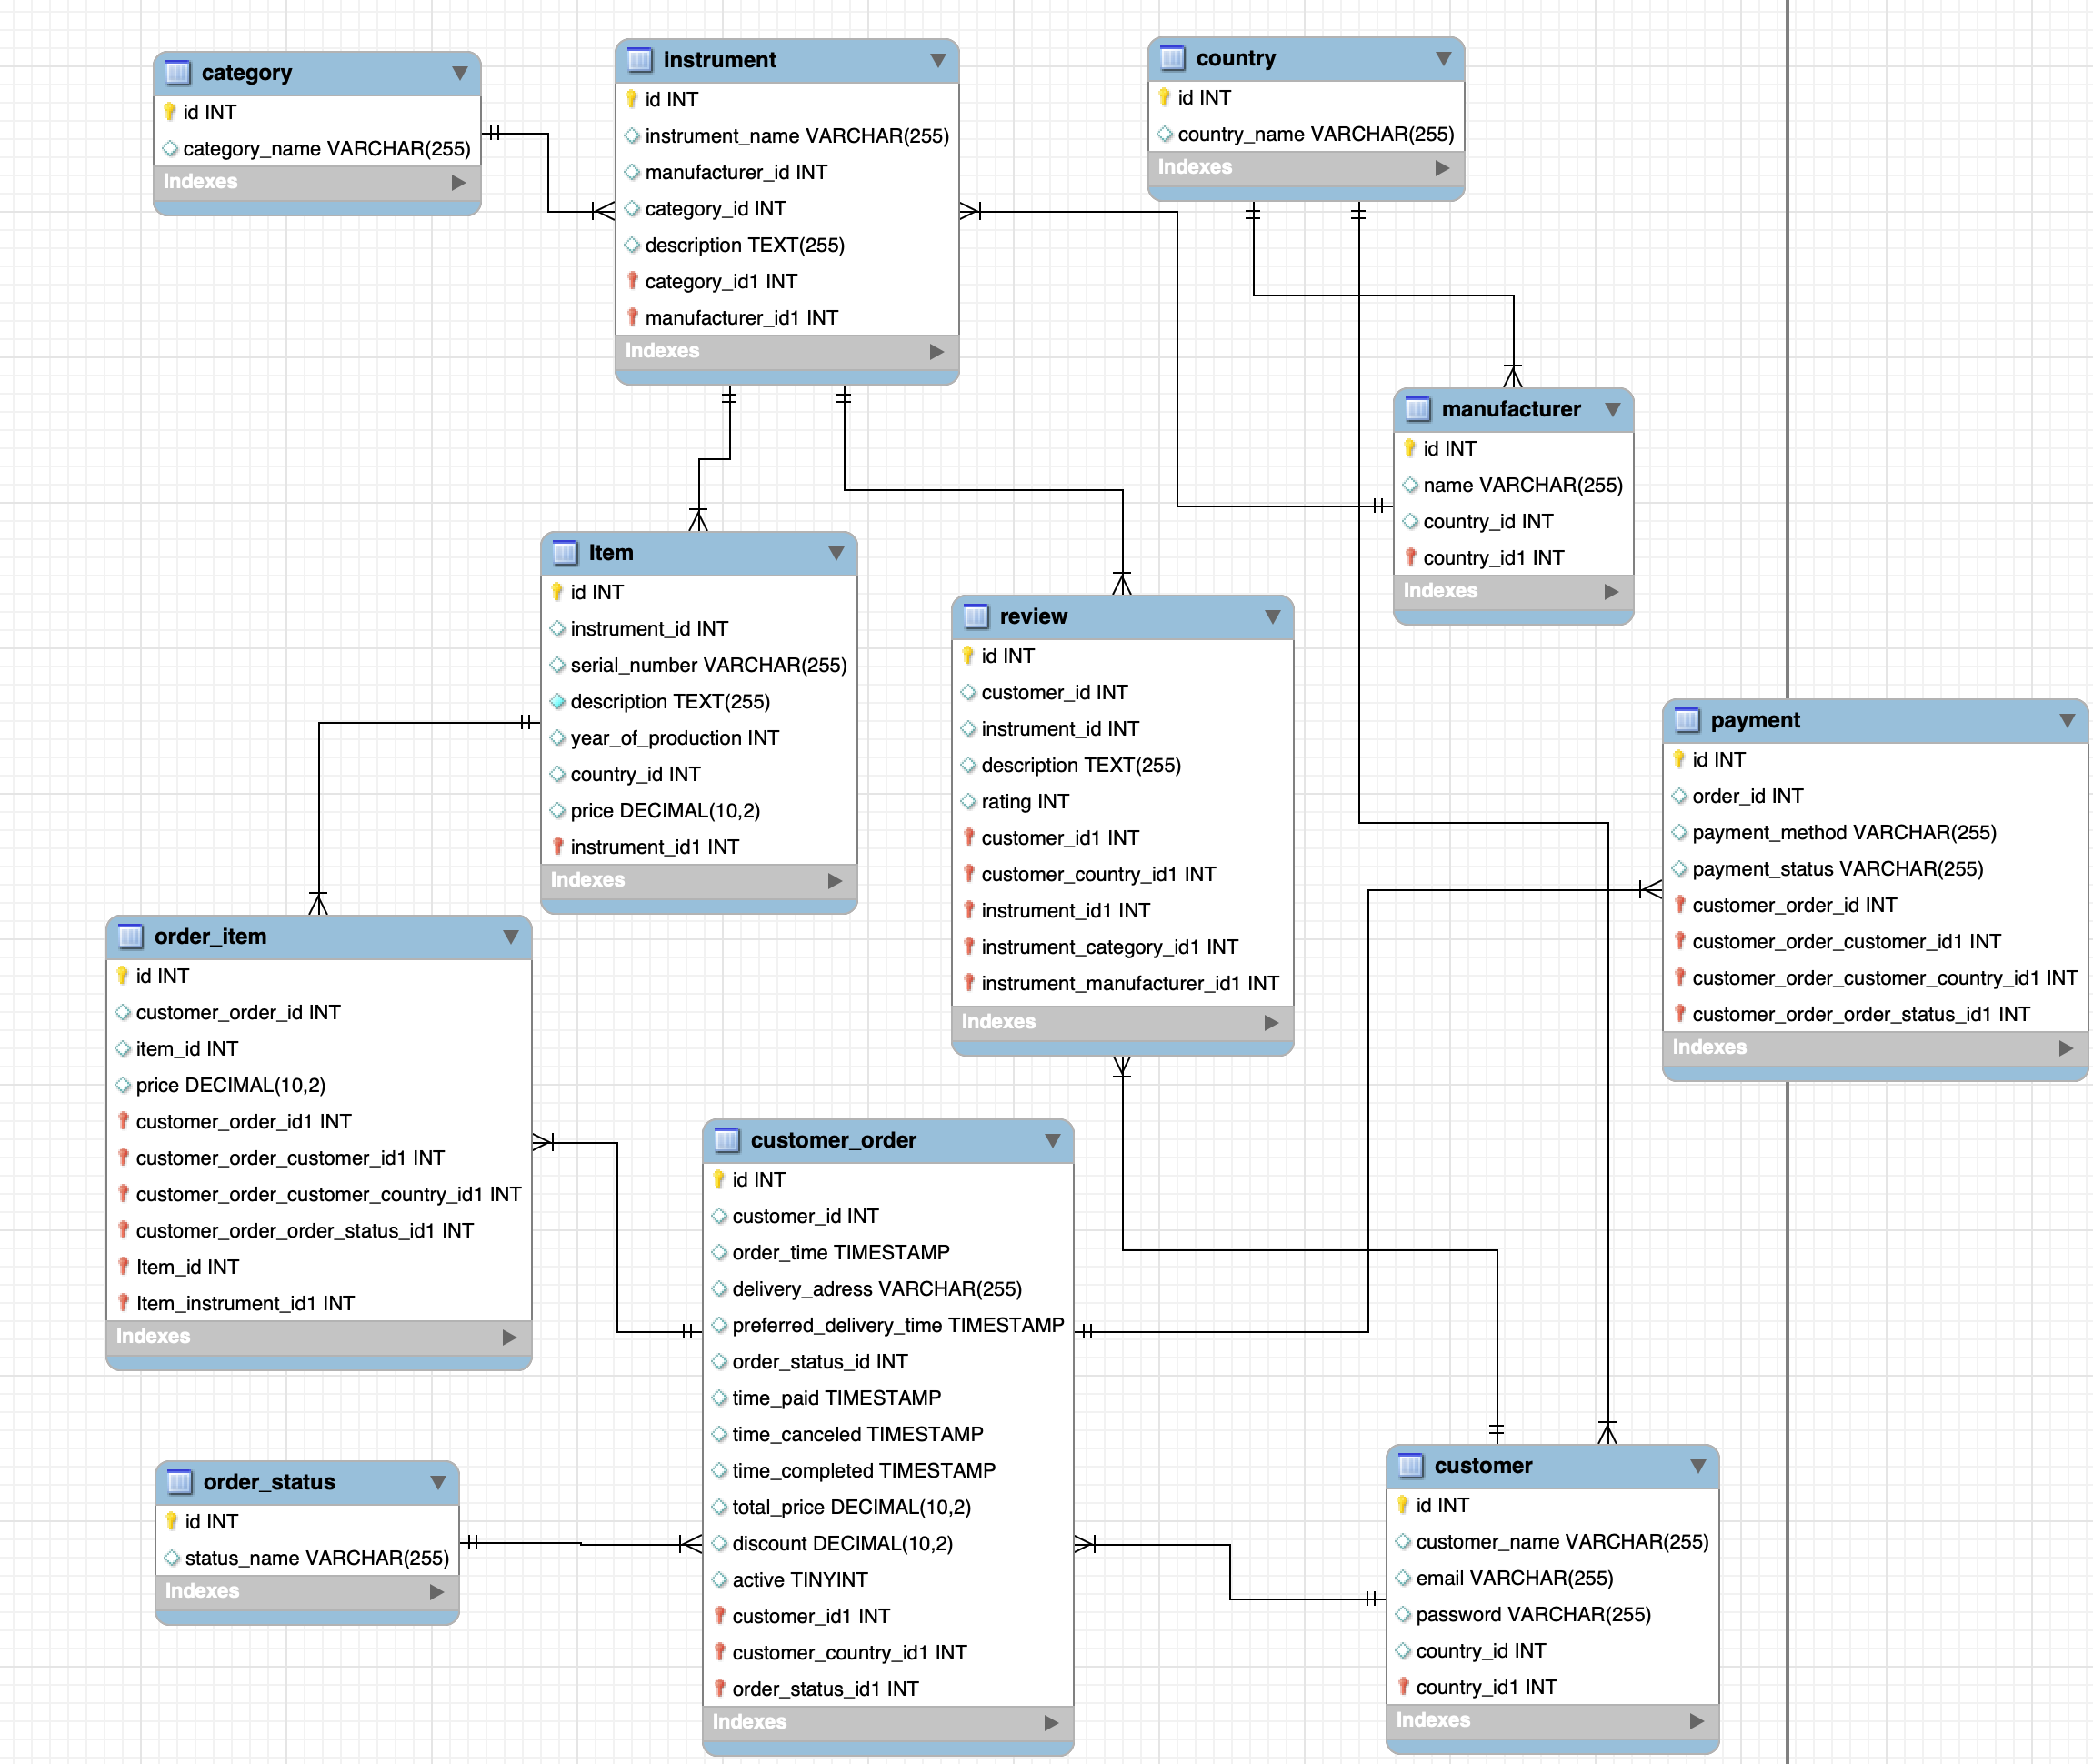 category
id INT
category_name VARCHAR(255)
Indexes
instrument
id INT
instrument_name VARCHAR(255)
manufacturer_id INT
category_id INT
description TEXT(255)
category_id1 INT
manufacturer_id1 INT
Indexes
country
id INT
country_name VARCHAR(255)
Indexes
manufacturer
id INT
name VARCHAR(255)
country_id INT
country_id1 INT
Indexes
Item
id INT
instrument_id INT
serial_number VARCHAR(255)
description TEXT(255)
year_of_production INT
country_id INT
price DECIMAL(10,2)
instrument_id1 INT
Indexes
review
id INT
customer_id INT
instrument_id INT
description TEXT(255)
rating INT
customer_id1 INT
customer_country_id1 INT
instrument_id1 INT
instrument_category_id1 INT
instrument_manufacturer_id1 INT
Indexes
payment
id INT
order_id INT
payment_method VARCHAR(255)
payment_status VARCHAR(255)
customer_order_id INT
customer_order_customer_id1 INT
customer_order_customer_country_id1 INT
customer_order_order_status_id1 INT
Indexes
order_item
id INT
customer_order_id INT
item_id INT
price DECIMAL(10,2)
customer_order_id1 INT
customer_order_customer_id1 INT
customer_order_customer_country_id1 INT
customer_order_order_status_id1 INT
Item_id INT
Item_instrument_id1 INT
Indexes
customer_order
id INT
customer_id INT
order_time TIMESTAMP
delivery_adress VARCHAR(255)
preferred_delivery_time TIMESTAMP
order_status_id INT
time_paid TIMESTAMP
time_canceled TIMESTAMP
time_completed TIMESTAMP
total_price DECIMAL(10,2)
discount DECIMAL(10,2)
active TINYINT
customer_id1 INT
customer_country_id1 INT
order_status_id1 INT
Indexes
order_status
id INT
status_name VARCHAR(255)
Indexes
customer
id INT
customer_name VARCHAR(255)
email VARCHAR(255)
password VARCHAR(255)
country_id INT
country_id1 INT
Indexes